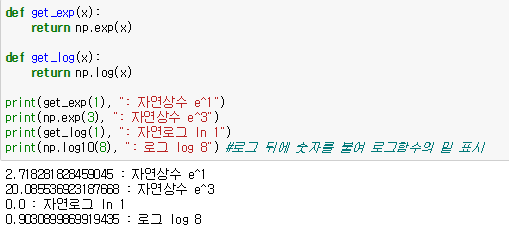 def get_exp(x):
    return np.exp(x)
def get_log(x):
    return np.log(x)
print(get_exp(1), ": 자연상수 e^1")
print(np.exp(3), ": 자연상수 e^3")
print(get_log(1), ": 자연로그 ln 1")
print(np.log10(8), ": 로그 log 8") #로그 뒤에 숫자를 붙여 로그함수의 밑 표시
2.718281828459045 : 자연상수 e^1
20.085536923187668 : 자연상수 e^3
0.0 : 자연로그 ln 1
0.9030899869919435 : 로그 log 8